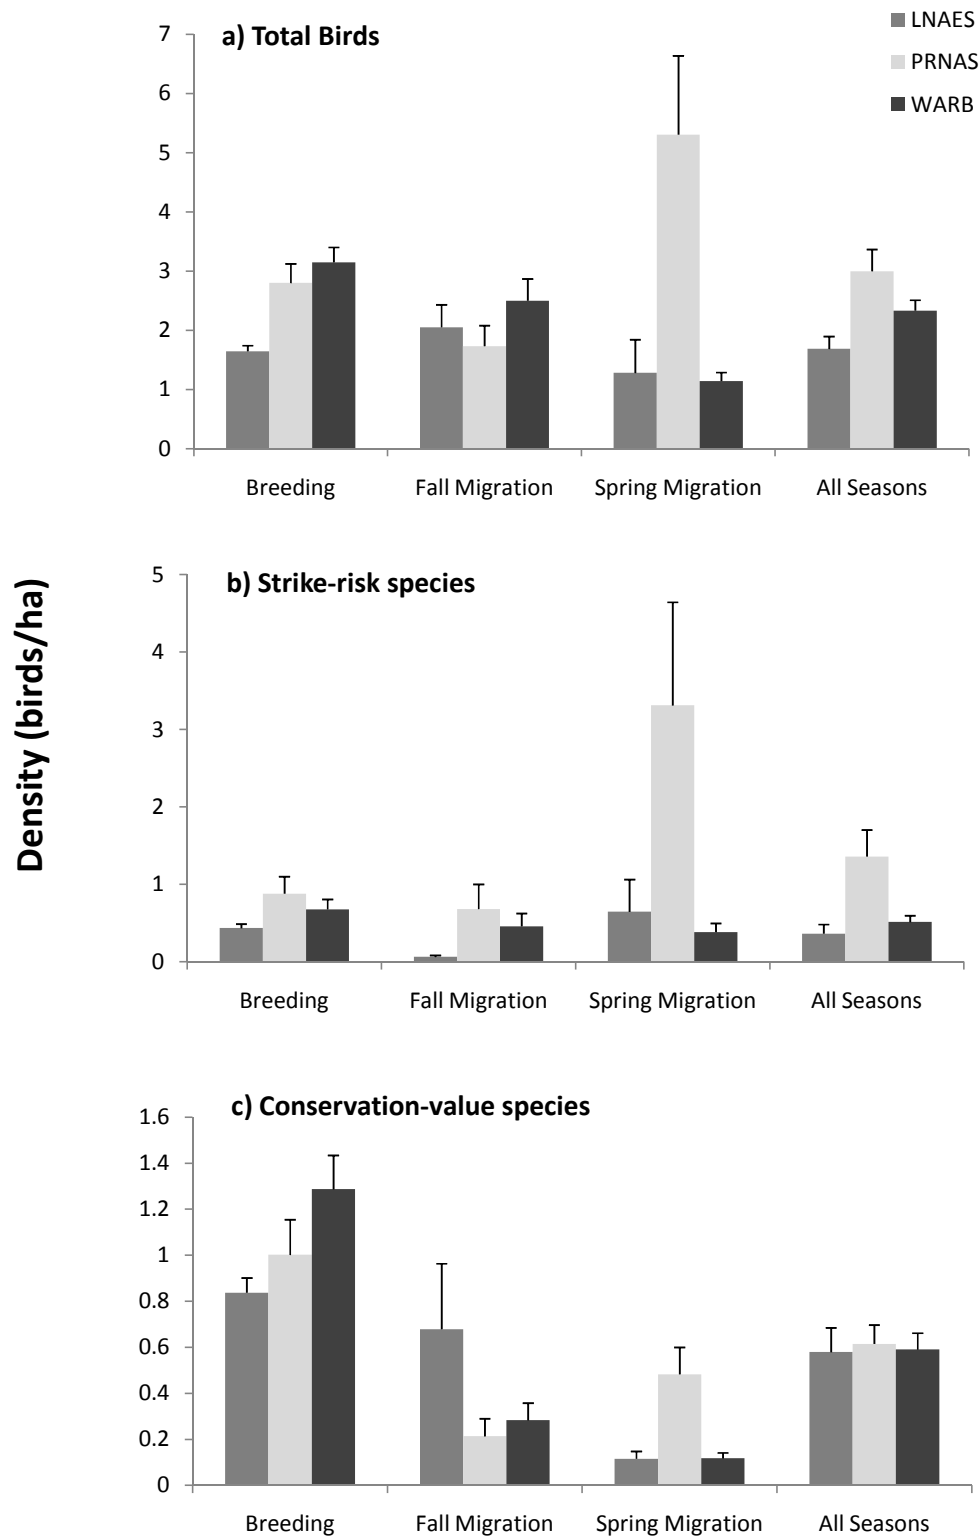 a) Total Birds
LNAES
PRNAS
WARB
7
6
5
4
3
2
1
0
Breeding
Fall Migration
Spring Migration
All Seasons
Density (birds/ha)
b) Strike-risk species
5
4
3
2
1
0
Breeding
Fall Migration
Spring Migration
All Seasons
c) Conservation-value species
1.6
1.4
1.2
1
0.8
0.6
0.4
0.2
0
Breeding
Fall Migration
Spring Migration
All Seasons